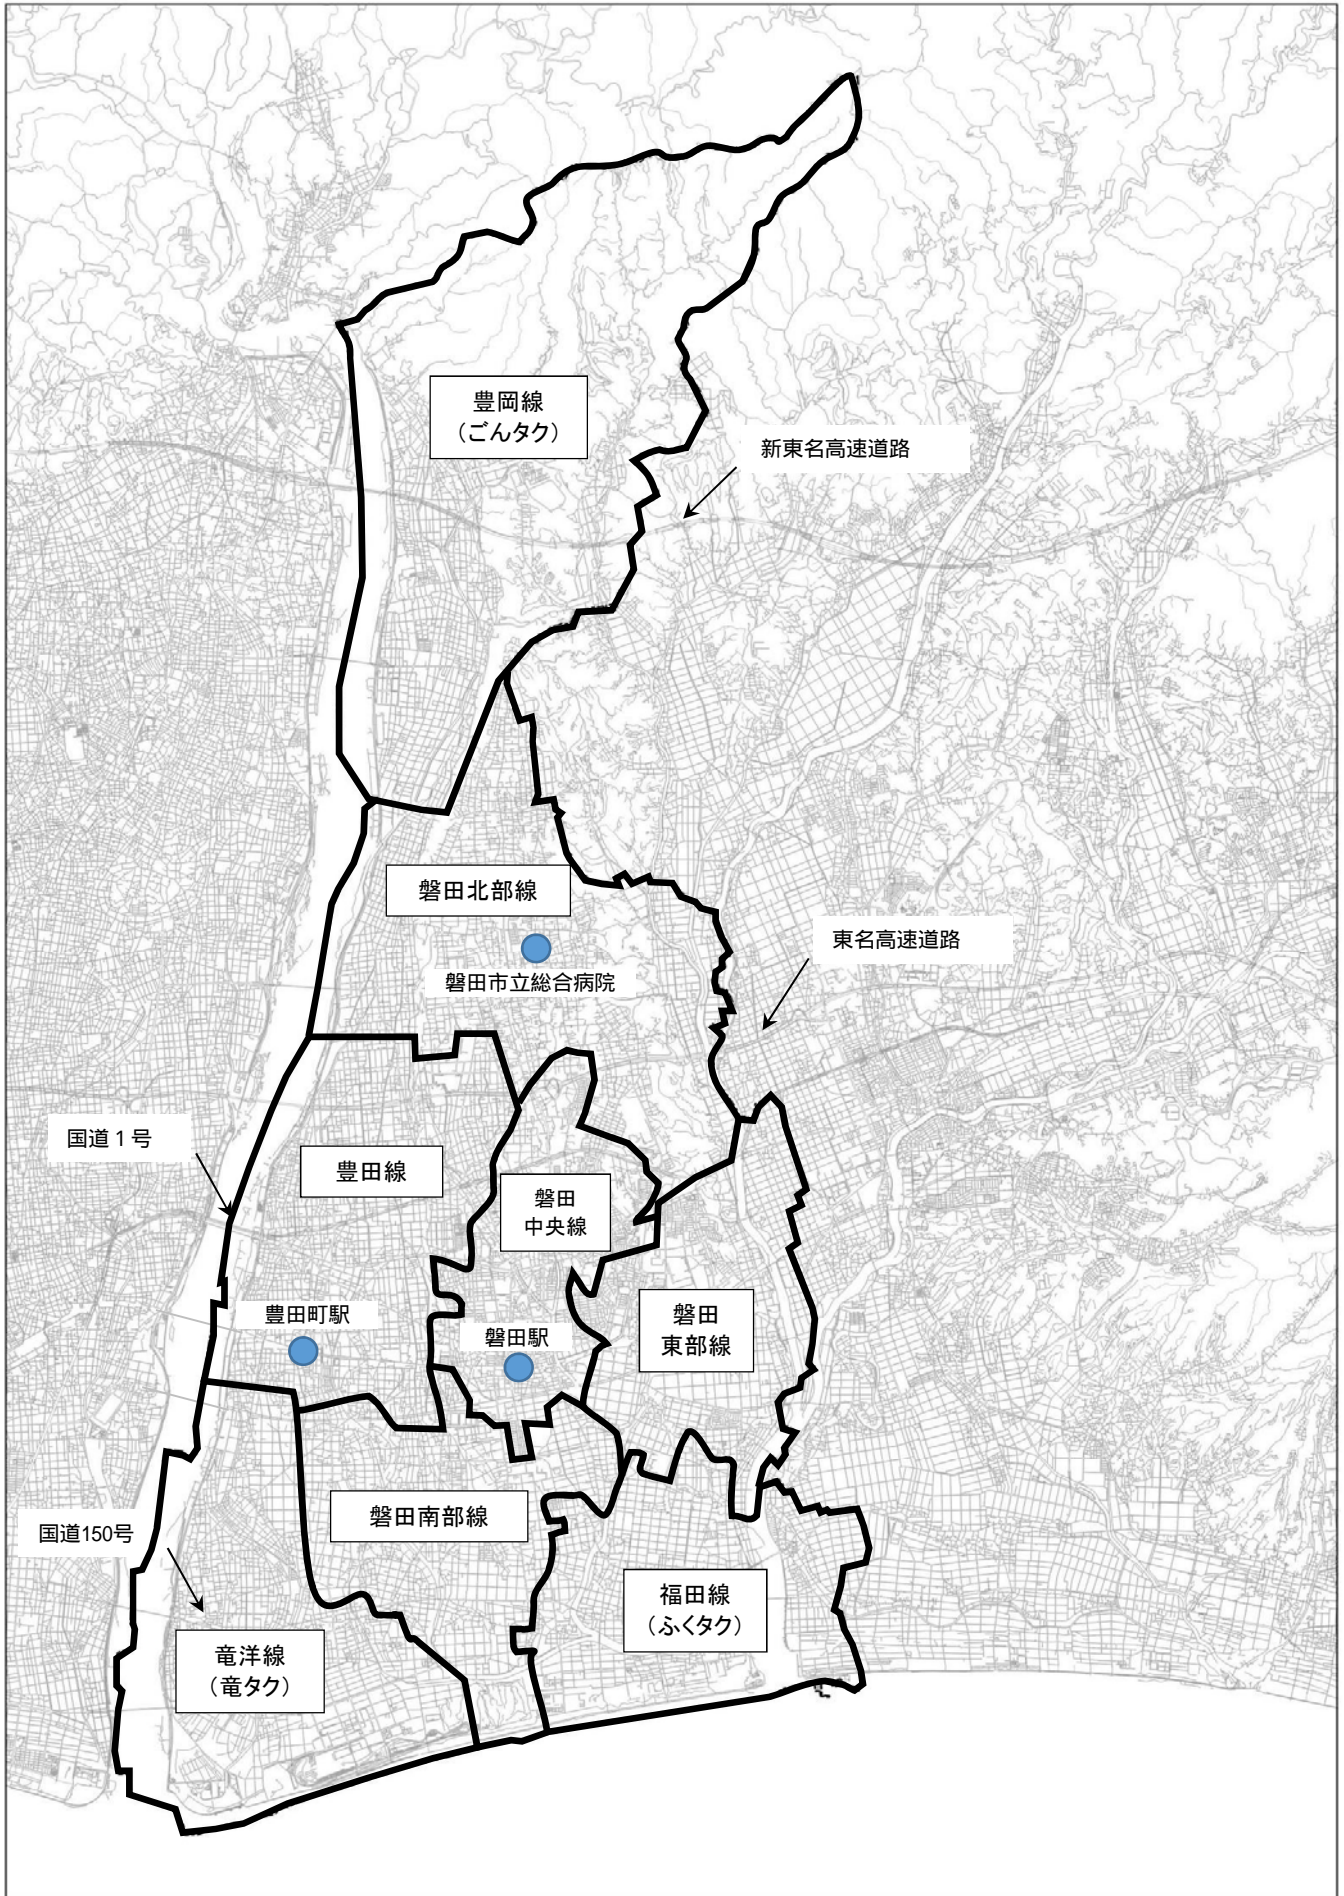 豊岡線
（ごんタク）
新東名高速道路
磐田北部線
東名高速道路
磐田市立総合病院
国道１号
豊田線
磐田
中央線
豊田町駅
磐田駅
磐田
東部線
磐田南部線
国道150号
福田線
（ふくタク）
竜洋線
（竜タク）